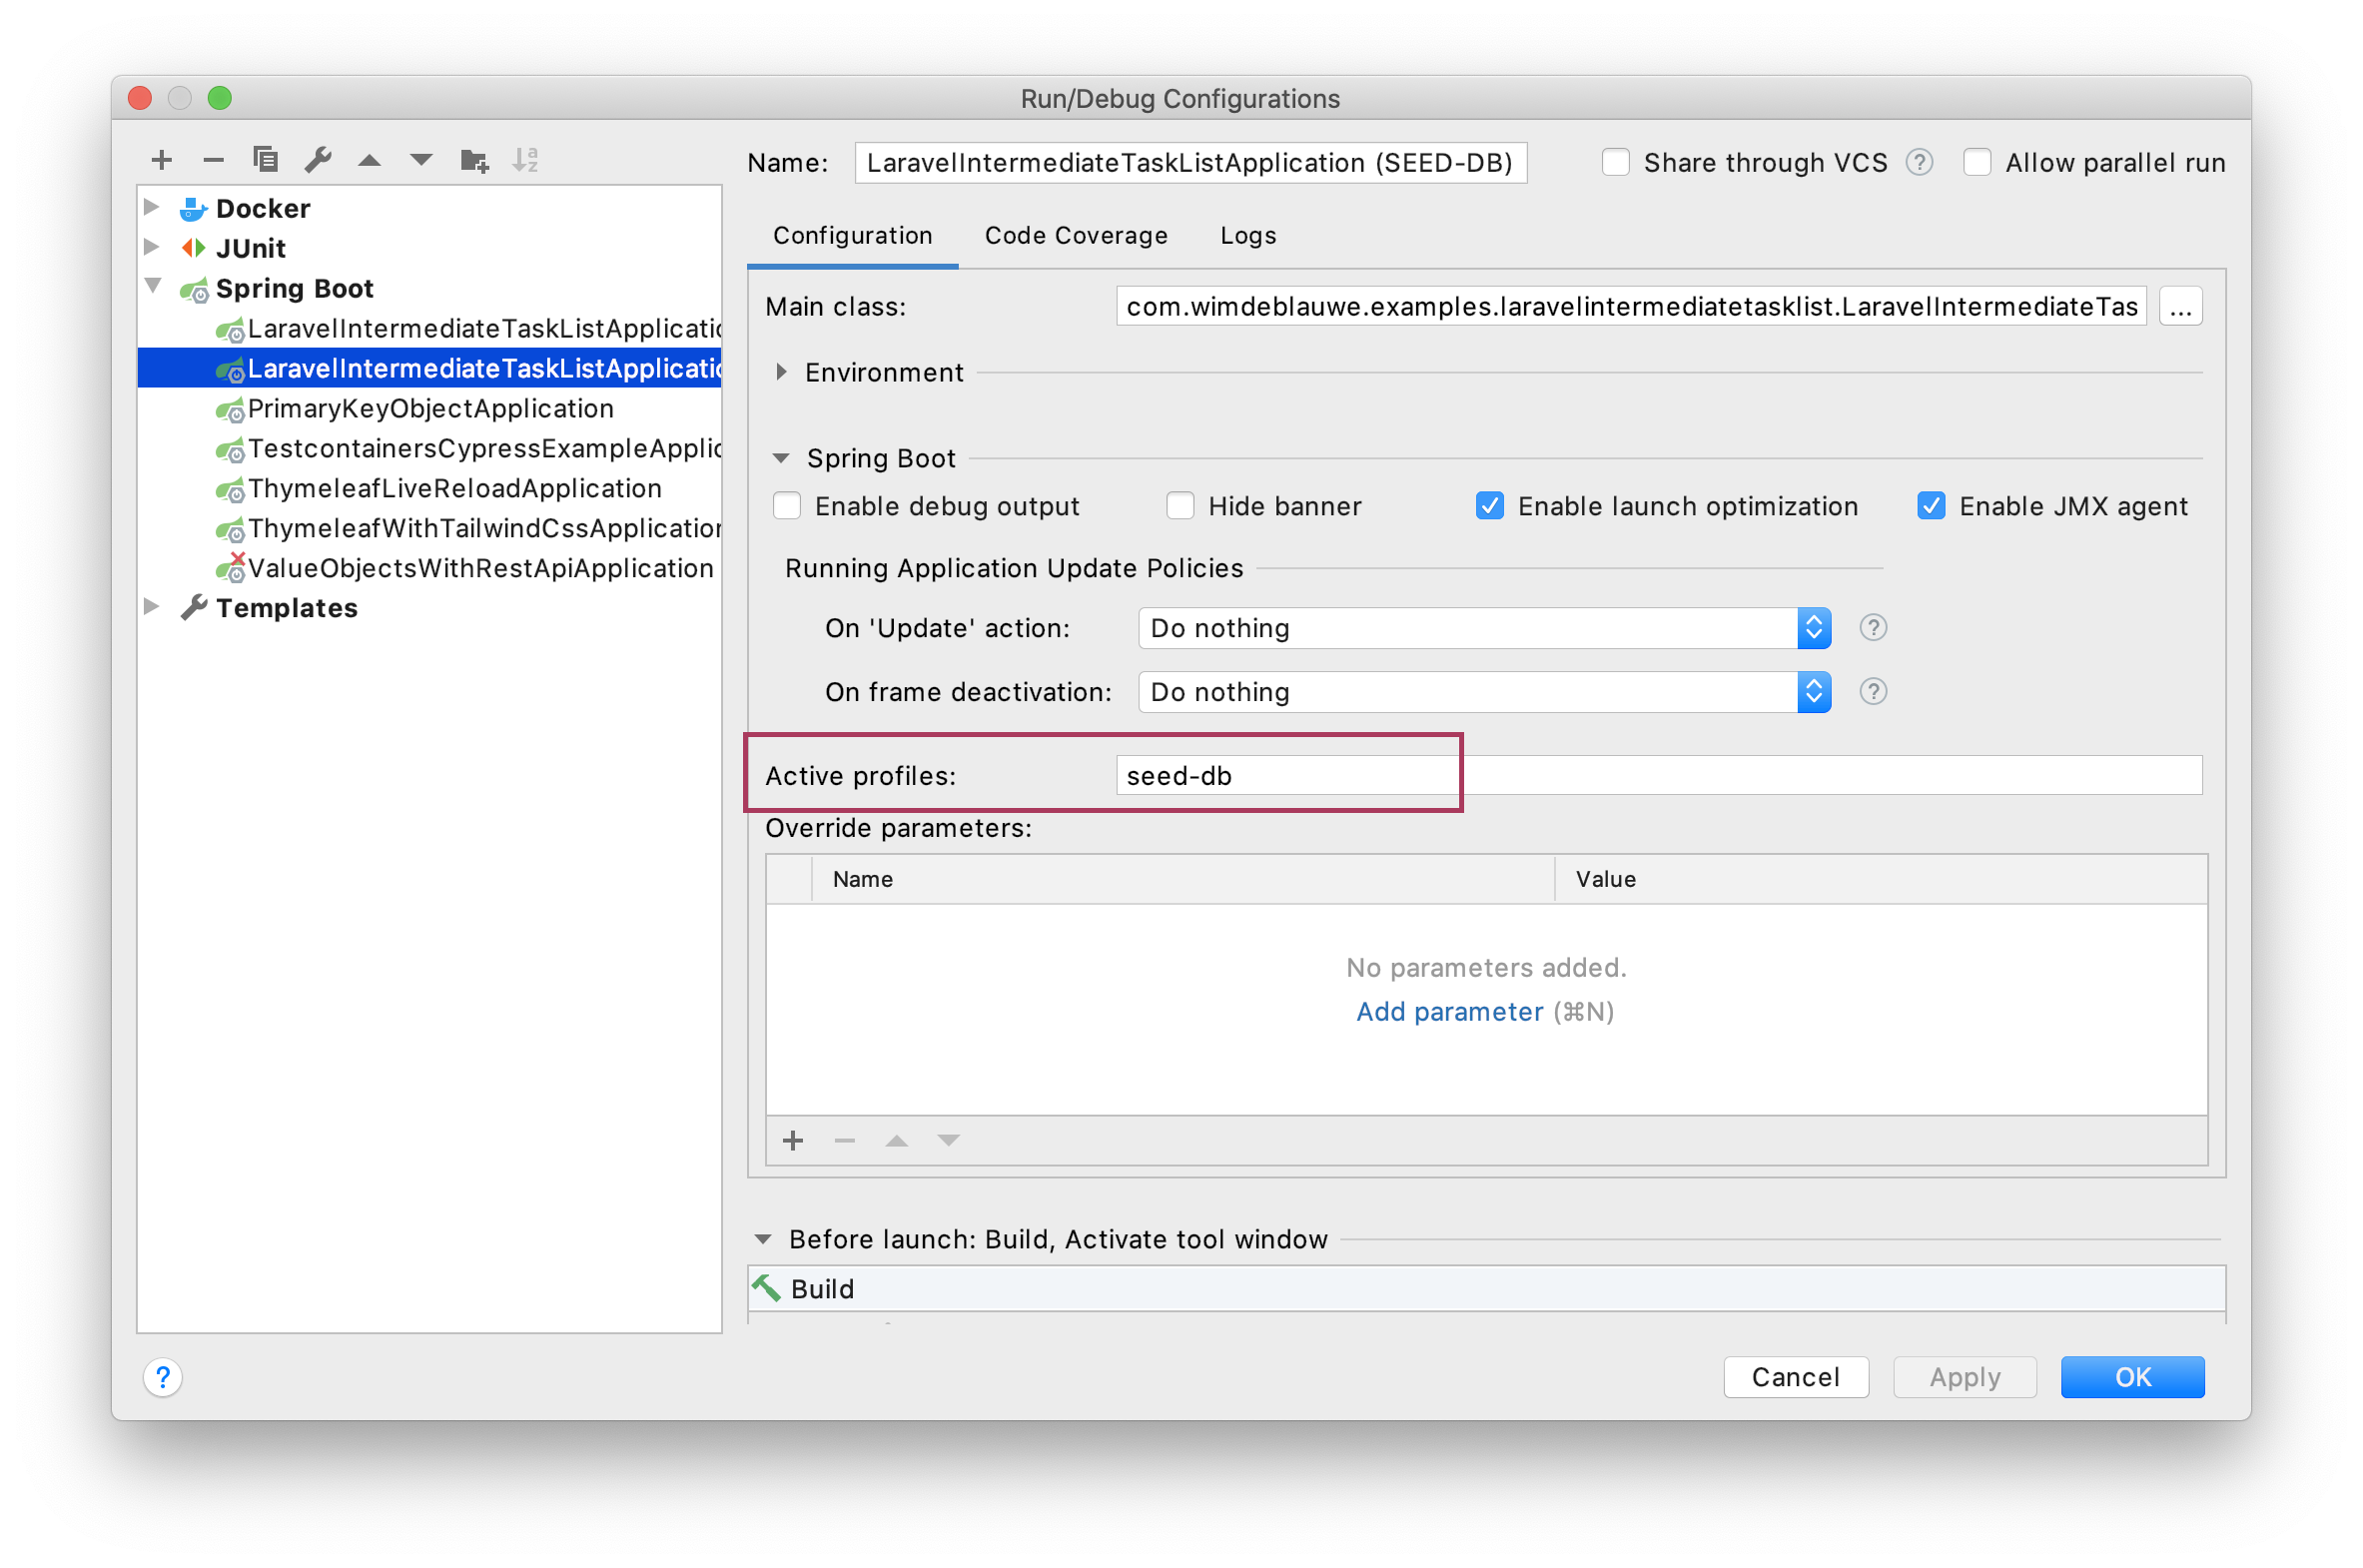 Run/Debug Configurations
Name: LaravelIntermediateTaskListApplication (SEED-DB) Share through VCS ? Allow parallel run
Docker
JUnit
Spring Boot
LaravelIntermediateTaskListApplicatio
LaravelIntermediateTaskListApplicatio
PrimaryKeyObjectApplication
TestcontainersCypressExampleApplic
ThymeleafLiveReloadApplication
ThymeleafWithTailwindCssApplication
ValueObjectsWithRestApiApplication
Templates
Configuration Code Coverage Logs
Main class: com.wimdeblauwe.examples.laravelintermediatetasklist.LaravelIntermediateTas ...
Environment
Spring Boot
Enable debug output Hide banner Enable launch optimization Enable JMX agent
Running Application Update Policies
On 'Update' action: Do nothing ?
On frame deactivation: Do nothing ?
Active profiles: seed-db
Override parameters:
Name Value
No parameters added.
Add parameter (⌘N)
Before launch: Build, Activate tool window
Build
? Cancel Apply OK